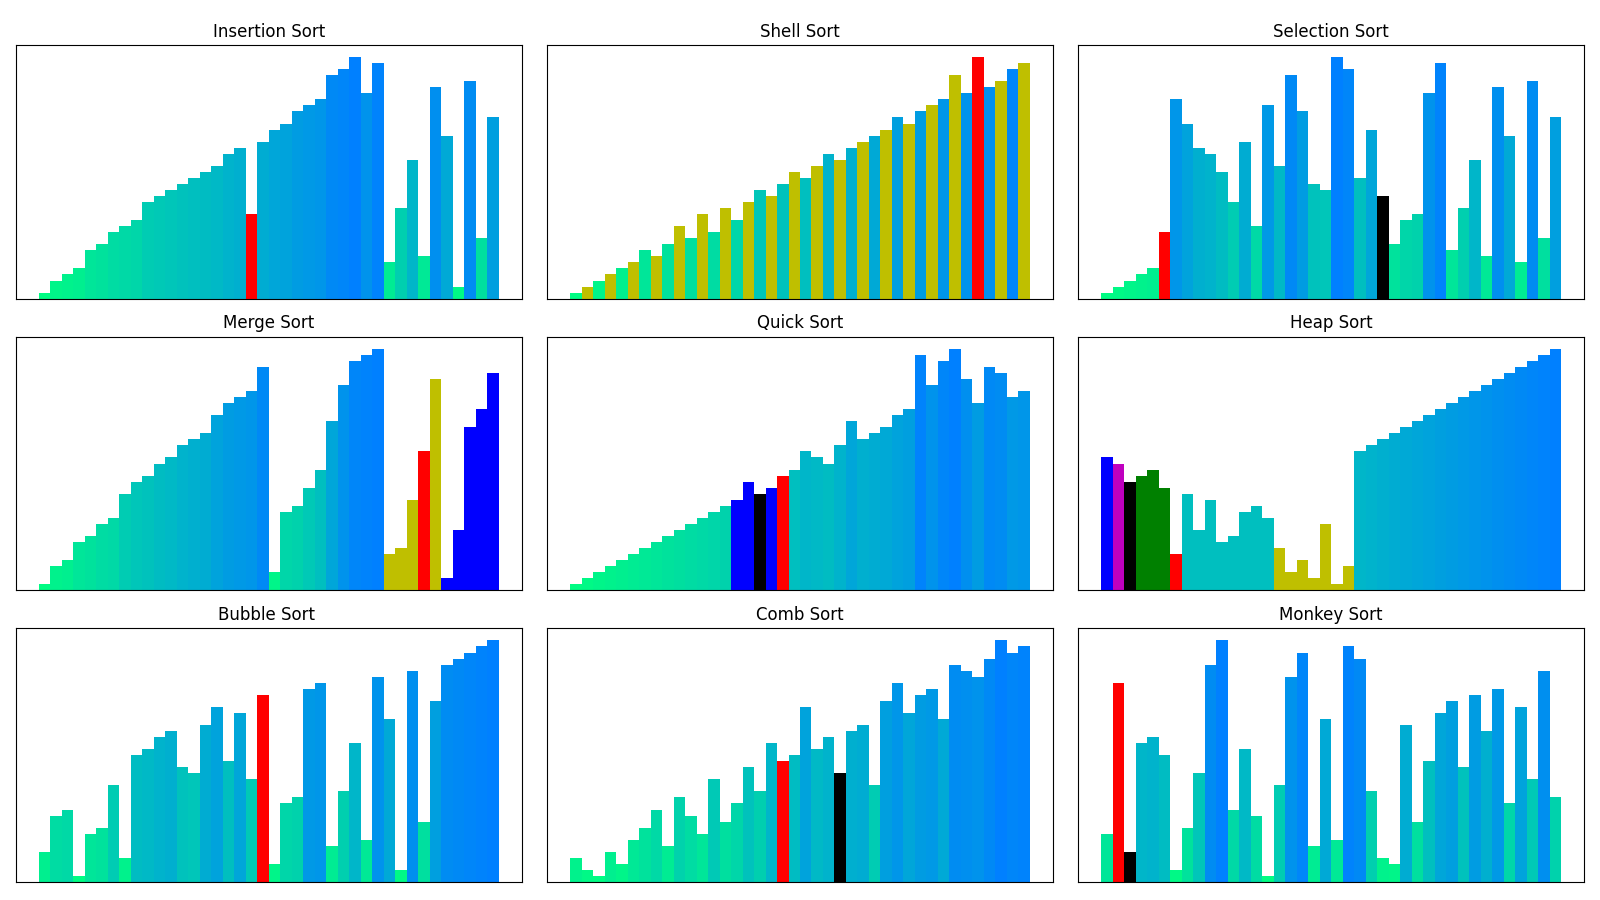 Insertion Sort
Shell Sort
Selection Sort
Merge Sort
Quick Sort
Heap Sort
Bubble Sort
Comb Sort
Monkey Sort